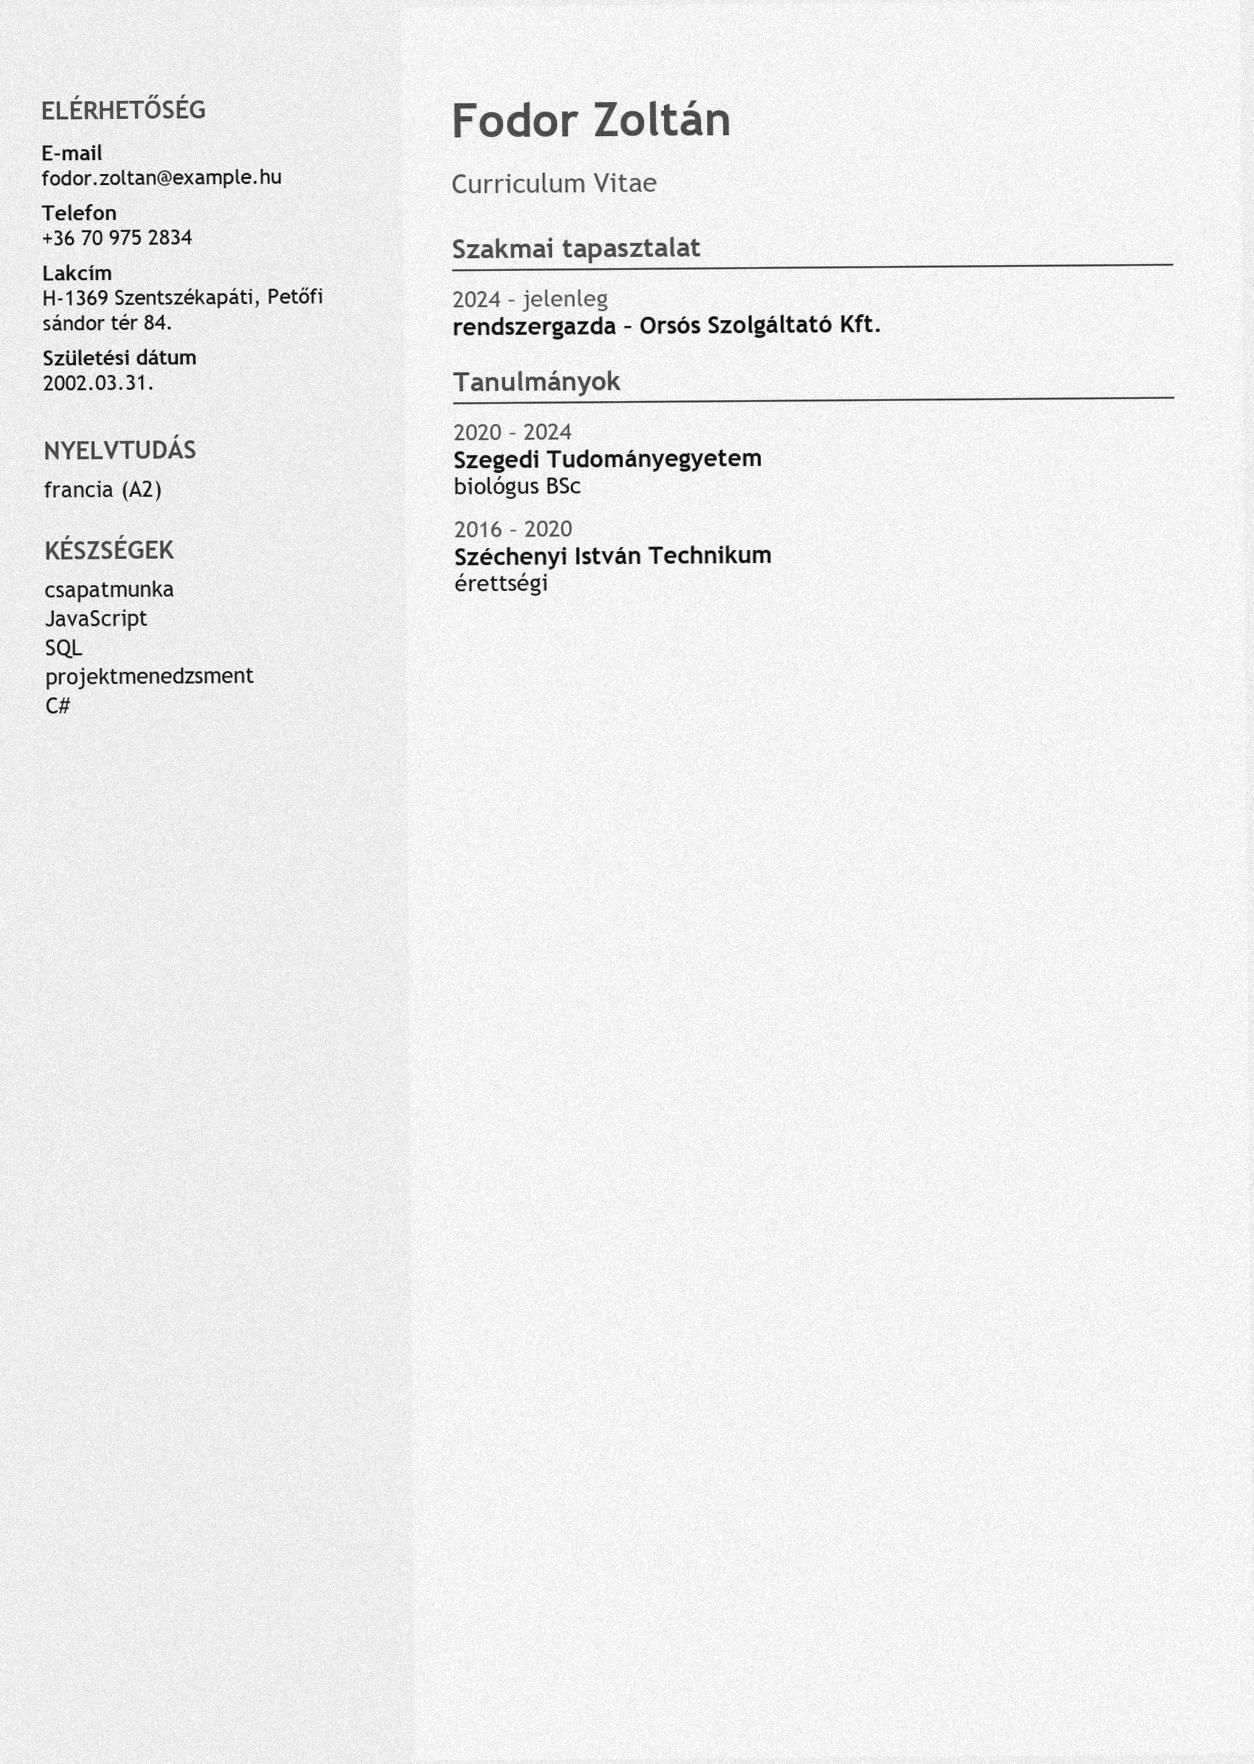 ELÉRHETŐSÉG
E-mail
fodor.zoltan@example.hu
Telefon
+36 70 975 2834
Lakcím
H-1369 Szentszékapáti, Petőfi
sándor tér 84.
Születési dátum
2002.03.31.
NYELVTUDÁS
francia (A2)
KÉSZSÉGEK
csapatmunka
JavaScript
SQL
projektmenedzsment
C#
Fodor Zoltán
Curriculum Vitae
Szakmai tapasztalat
2024 – jelenleg
rendszergazda – Orsós Szolgáltató Kft.
Tanulmányok
2020 – 2024
Szegedi Tudományegyetem
biológus BSc
2016 – 2020
Széchenyi István Technikum
érettségi